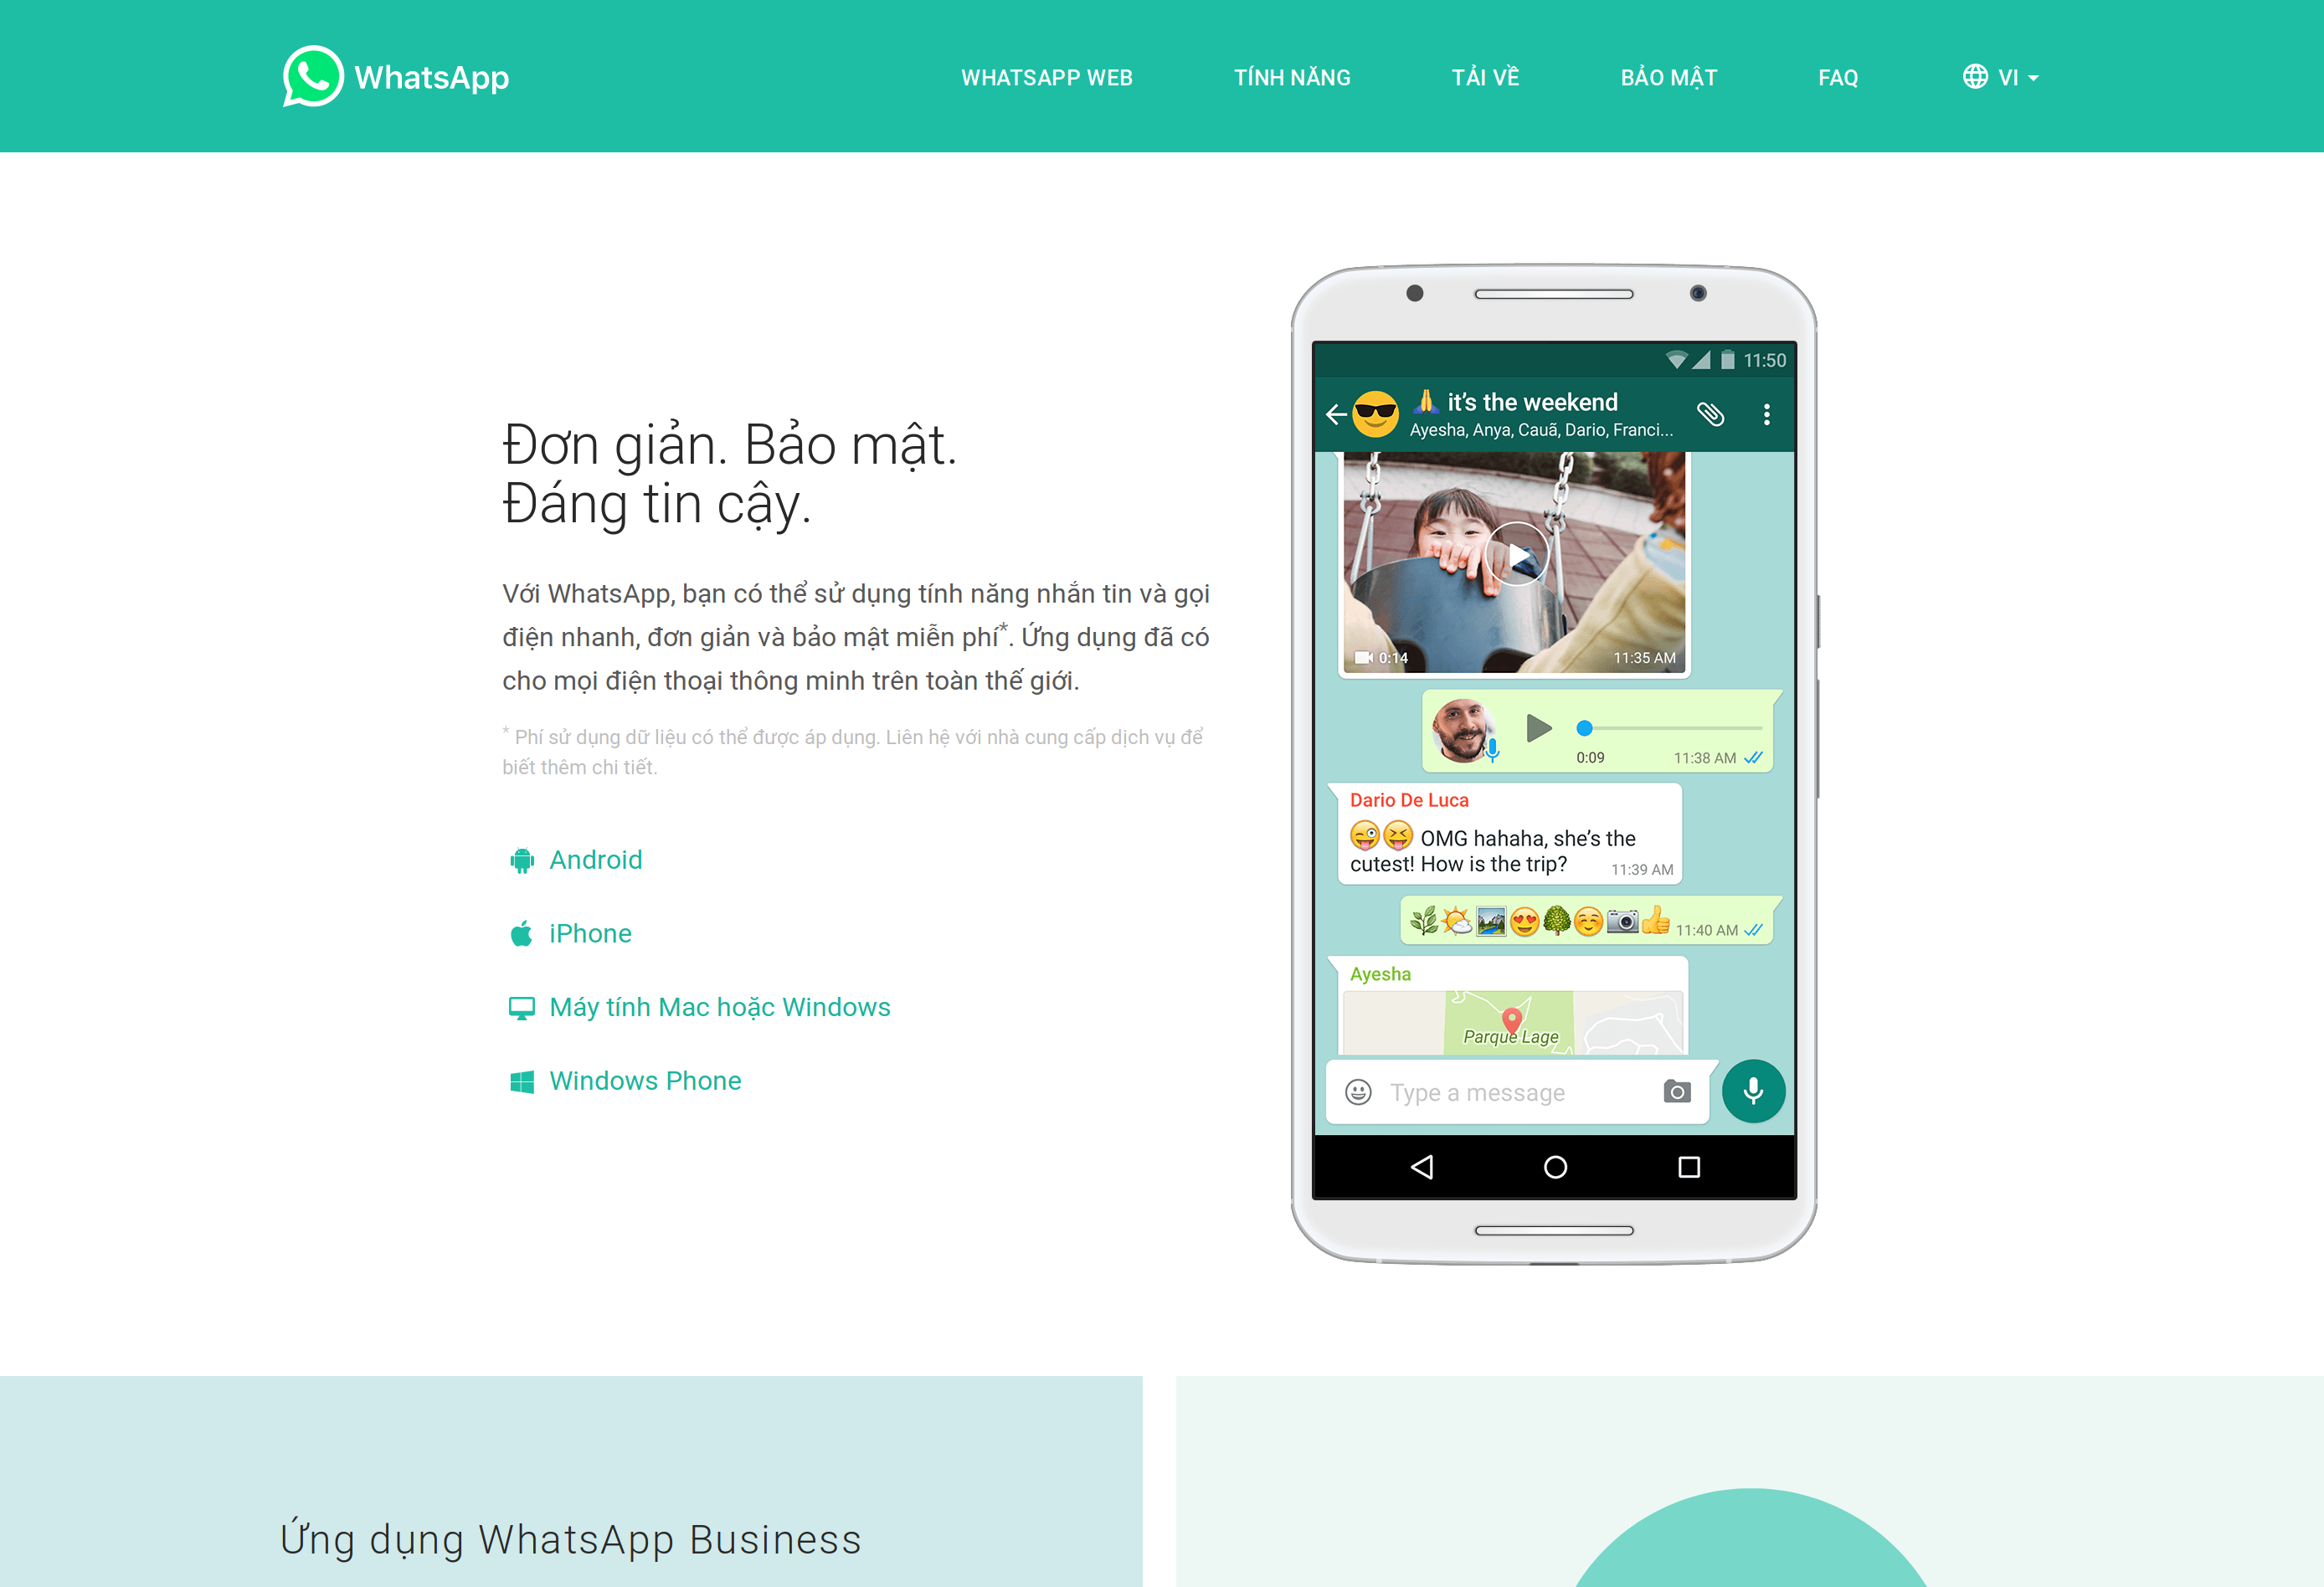 WhatsApp
WHATSAPP WEB
TÍNH NĂNG
TẢI VỀ
BẢO MẬT
FAQ
VI
Đơn giản. Bảo mật.
Đáng tin cậy.
Với WhatsApp, bạn có thể sử dụng tính năng nhắn tin và gọi
điện nhanh, đơn giản và bảo mật miễn phí*. Ứng dụng đã có
cho mọi điện thoại thông minh trên toàn thế giới.
* Phí sử dụng dữ liệu có thể được áp dụng. Liên hệ với nhà cung cấp dịch vụ để
biết thêm chi tiết.
Android
iPhone
Máy tính Mac hoặc Windows
Windows Phone
11:50
🙏 it’s the weekend
Ayesha, Anya, Cauã, Dario, Franci...
0:14
11:35 AM
0:09
11:38 AM
Dario De Luca
😜😝 OMG hahaha, she’s the
cutest! How is the trip?
11:39 AM
🌿🌤🏞😍🌳☺📷👍 11:40 AM
Ayesha
Parque Lage
Type a message
Ứng dụng WhatsApp Business